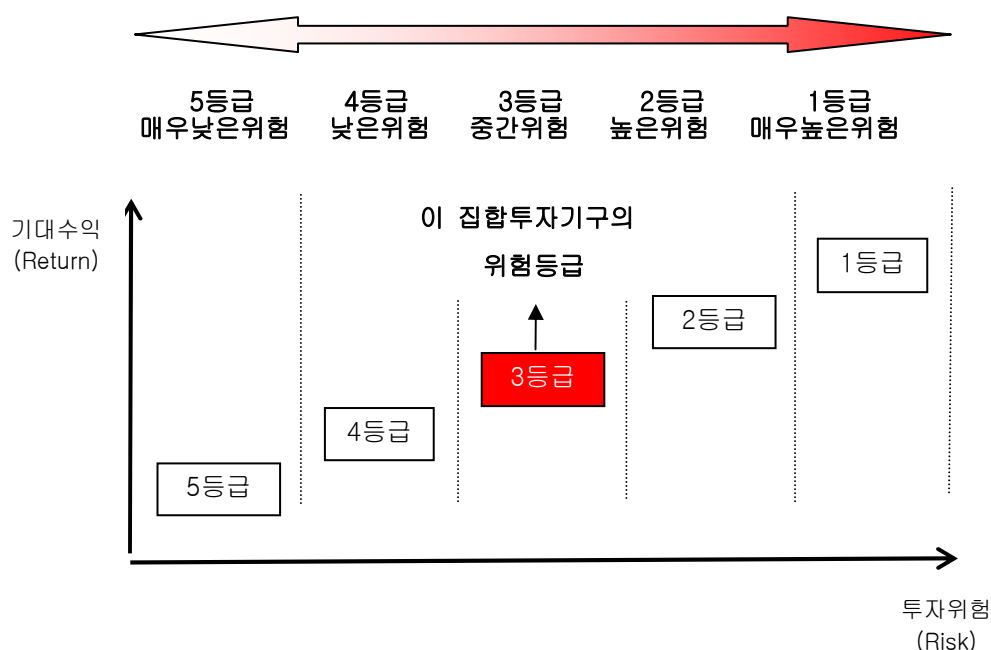 5등급 4등급 3등급 2등급 1등급
매우낮은위험 낮은위험 중간위험 높은위험 매우높은위험
기대수익
(Return)
이 집합투자기구의
위험등급
1등급
2등급
3등급
4등급
5등급
투자위험
(Risk)